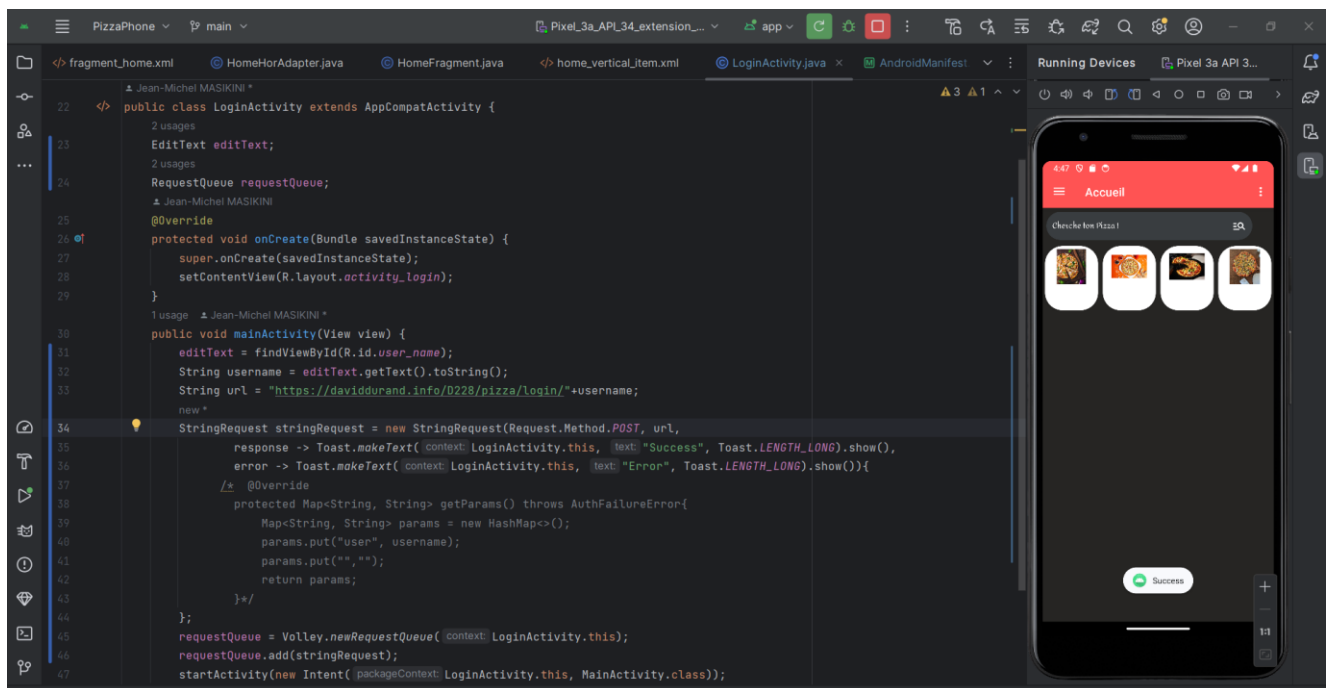 PizzaPhone
main
Pixel_3a_API_34_extension_...
app
fragment_home.xml
HomeHorAdapter.java
HomeFragment.java
home_vertical_item.xml
LoginActivity.java
AndroidManifest
Running Devices
Pixel 3a API 3...
Jean-Michel MASIKINI *
3 1
22 public class LoginActivity extends AppCompatActivity {
2 usages
23 EditText editText;
2 usages
24 RequestQueue requestQueue;
Jean-Michel MASIKINI
25 @Override
26 protected void onCreate(Bundle savedInstanceState) {
27 super.onCreate(savedInstanceState);
28 setContentView(R.layout.activity_login);
29 }
1 usage Jean-Michel MASIKINI *
30 public void mainActivity(View view) {
31 editText = findViewById(R.id.user_name);
32 String username = editText.getText().toString();
33 String url = "https://daviddurand.info/D228/pizza/login/"+username;
new *
34 StringRequest stringRequest = new StringRequest(Request.Method.POST, url,
35 response -> Toast.makeText( context: LoginActivity.this, text: "Success", Toast.LENGTH_LONG).show(),
36 error -> Toast.makeText( context: LoginActivity.this, text: "Error", Toast.LENGTH_LONG).show()){
37 /* @Override
38 protected Map<String, String> getParams() throws AuthFailureError{
39 Map<String, String> params = new HashMap<>();
40 params.put("user", username);
41 params.put("","");
42 return params;
43 }*/
44 };
45 requestQueue = Volley.newRequestQueue( context: LoginActivity.this);
46 requestQueue.add(stringRequest);
47 startActivity(new Intent( packageContext: LoginActivity.this, MainActivity.class));
4:47
Accueil
Cherche ton Pizza !
Success
1:1